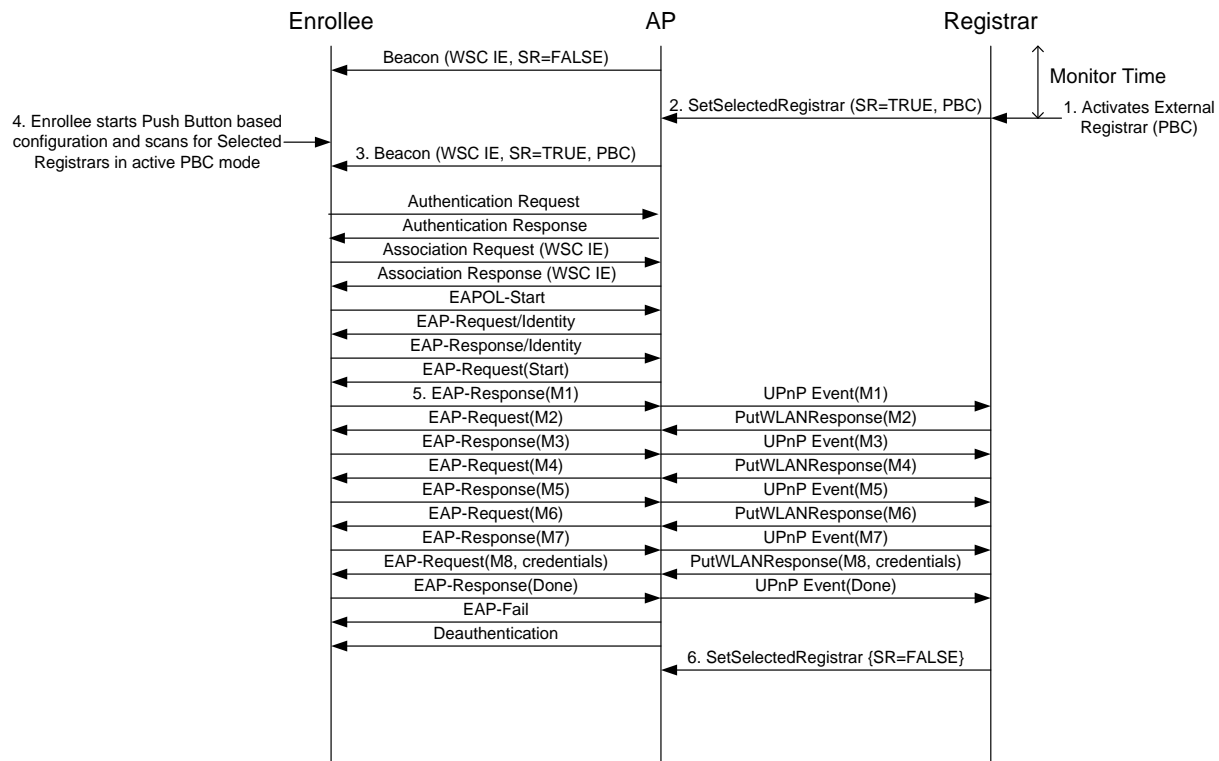 Enrollee
AP
Registrar
Beacon (WSC IE, SR=FALSE)
Monitor Time
2. SetSelectedRegistrar (SR=TRUE, PBC)
1. Activates External
Registrar (PBC)
4. Enrollee starts Push Button based
configuration and scans for Selected
Registrars in active PBC mode
3. Beacon (WSC IE, SR=TRUE, PBC)
Authentication Request
Authentication Response
Association Request (WSC IE)
Association Response (WSC IE)
EAPOL-Start
EAP-Request/Identity
EAP-Response/Identity
EAP-Request(Start)
5. EAP-Response(M1)
UPnP Event(M1)
EAP-Request(M2)
PutWLANResponse(M2)
EAP-Response(M3)
UPnP Event(M3)
EAP-Request(M4)
PutWLANResponse(M4)
EAP-Response(M5)
UPnP Event(M5)
EAP-Request(M6)
PutWLANResponse(M6)
EAP-Response(M7)
UPnP Event(M7)
EAP-Request(M8, credentials)
PutWLANResponse(M8, credentials)
EAP-Response(Done)
UPnP Event(Done)
EAP-Fail
Deauthentication
6. SetSelectedRegistrar {SR=FALSE}